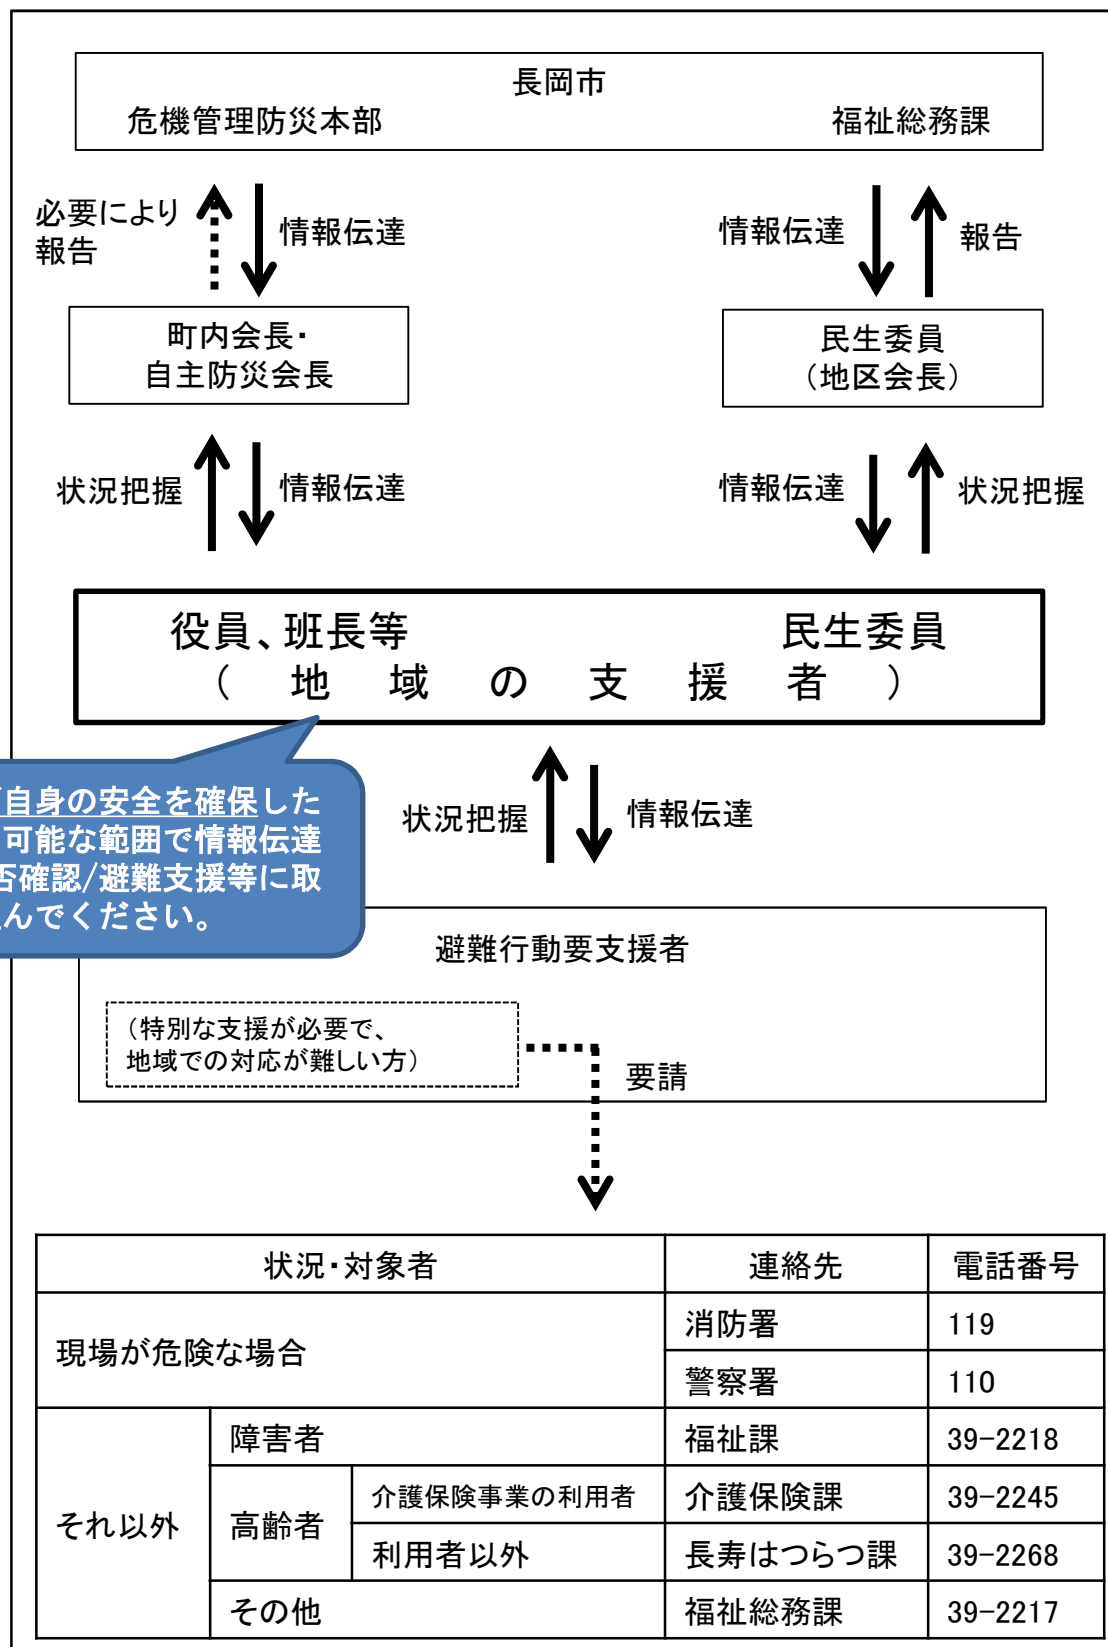 長岡市
危機管理防災本部 福祉総務課
必要により
報告
情報伝達
情報伝達
報告
町内会長・
自主防災会長
民生委員
（地区会長）
状況把握
情報伝達
情報伝達
状況把握
役員、班長等 民生委員
（ 地 域 の 支 援 者 ）
自身の安全を確保した
可能な範囲で情報伝達
否確認/避難支援等に取
んでください。
状況把握
情報伝達
避難行動要支援者
（特別な支援が必要で、
地域での対応が難しい方）
要請
状況・対象者 連絡先 電話番号
現場が危険な場合 消防署 119
警察署 110
それ以外 障害者 福祉課 39-2218
高齢者 介護保険事業の利用者 介護保険課 39-2245
利用者以外 長寿はつらつ課 39-2268
その他 福祉総務課 39-2217